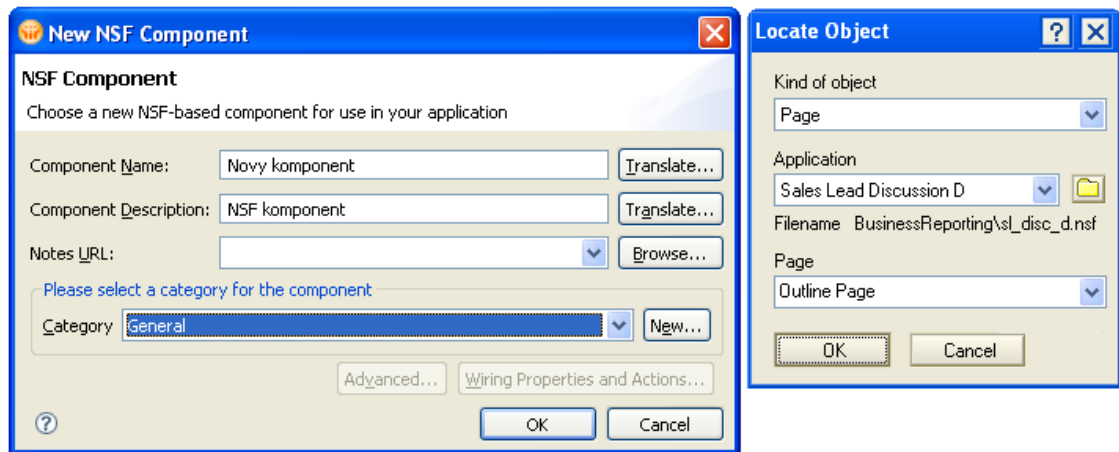 New NSF Component
NSF Component
Choose a new NSF-based component for use in your application
Component Name: Novy komponent Translate...
Component Description: NSF komponent Translate...
Notes URL: Browse...
Please select a category for the component
Category General New...
Advanced... Wiring Properties and Actions...
? OK Cancel
Locate Object ?
Kind of object
Page
Application
Sales Lead Discussion D
Filename BusinessReporting\sl_disc_d.nsf
Page
Outline Page
OK Cancel